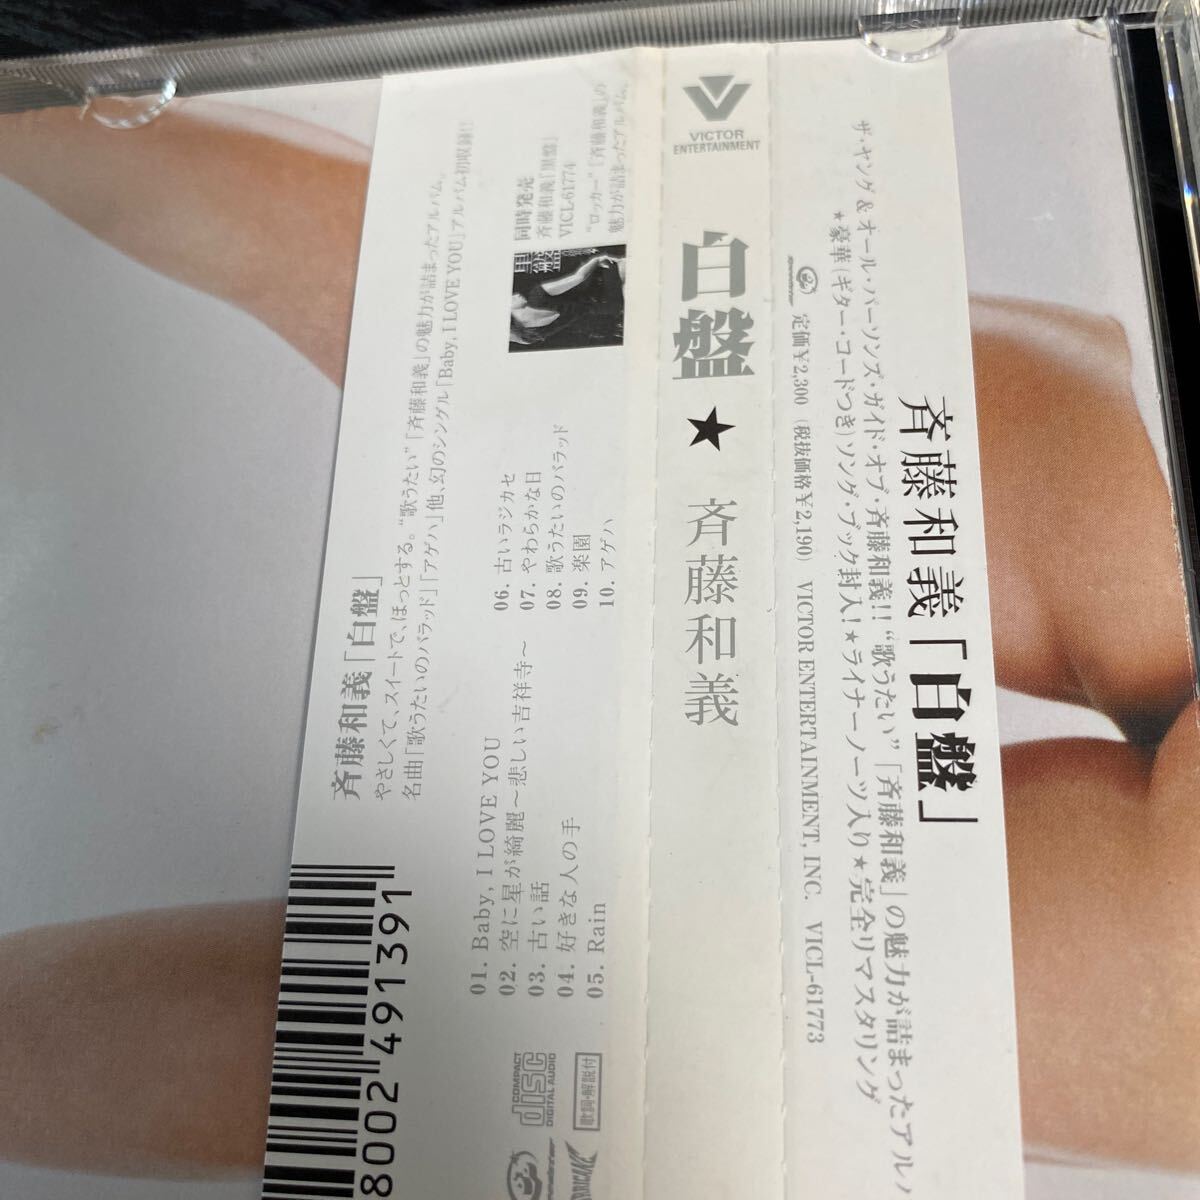 斉藤和義「白盤」
ザ・ヤング&オール・パーソンズ・ガイド・オブ・斉藤和義!! “歌うたい”「斉藤和義」の魅力が詰まったアル
★豪華(ギター・コードつき)ソング・ブック封入!★ライナーノーツ入り★完全リマスタリング
定価¥2,300 (税抜価格¥2,190) VICTOR ENTERTAINMENT, INC. VICL-61773
VICTOR
ENTERTAINMENT
白盤★斉藤和義
同時発売
斉藤和義「黒盤」
VICL-61774
“ロッカー”「斉藤和義」の
魅力が詰まったアルバム。
黒盤
斉藤和義「白盤」
やさしくて、スイートで、ほっとする。“歌うたい”「斉藤和義」の魅力が詰まったアルバム。
名曲「歌うたいのバラッド」「アゲハ」他、幻のシングル「Baby, I LOVE YOU」アルバム初収録!!
01. Baby, I LOVE YOU
02. 空に星が綺麗〜悲しい吉祥寺〜
03. 古い話
04. 好きな人の手
05. Rain
06. 古いラジカセ
07. やわらかな日
08. 歌うたいのバラッド
09. 楽園
10. アゲハ
COMPACT
disc
DIGITAL AUDIO
歌詞・解説付
8002 491391